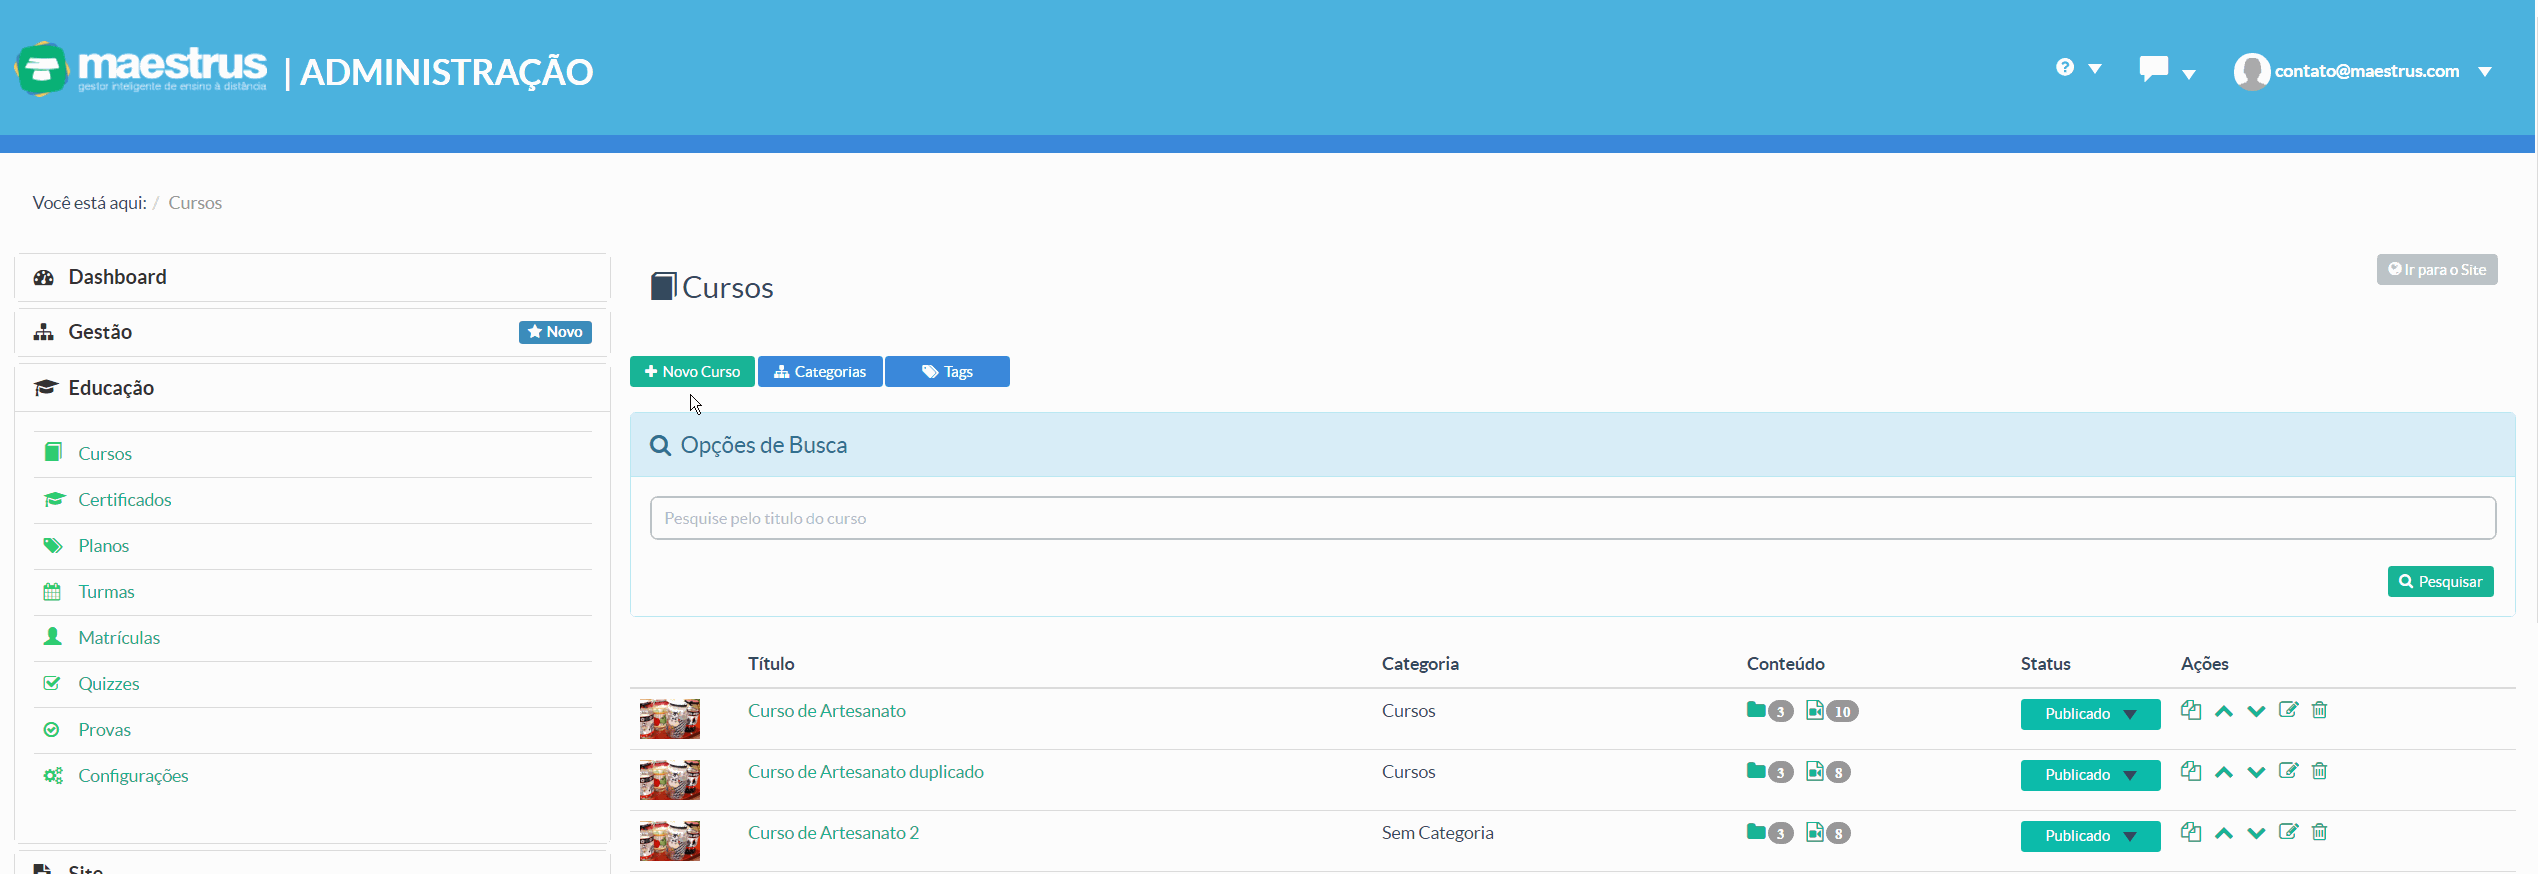 maestrus
gestor inteligente de ensino à distância
| ADMINISTRAÇÃO
contato@maestrus.com
Você está aqui: / Cursos
Dashboard
Gestão
Novo
Educação
Cursos
Certificados
Planos
Turmas
Matrículas
Quizzes
Provas
Configurações
Site
Cursos
Ir para o Site
Novo Curso
Categorias
Tags
Opções de Busca
Pesquise pelo titulo do curso
Pesquisar
Título Categoria Conteúdo Status Ações
Curso de Artesanato Cursos 3 10 Publicado
Curso de Artesanato duplicado Cursos 3 8 Publicado
Curso de Artesanato 2 Sem Categoria 3 8 Publicado